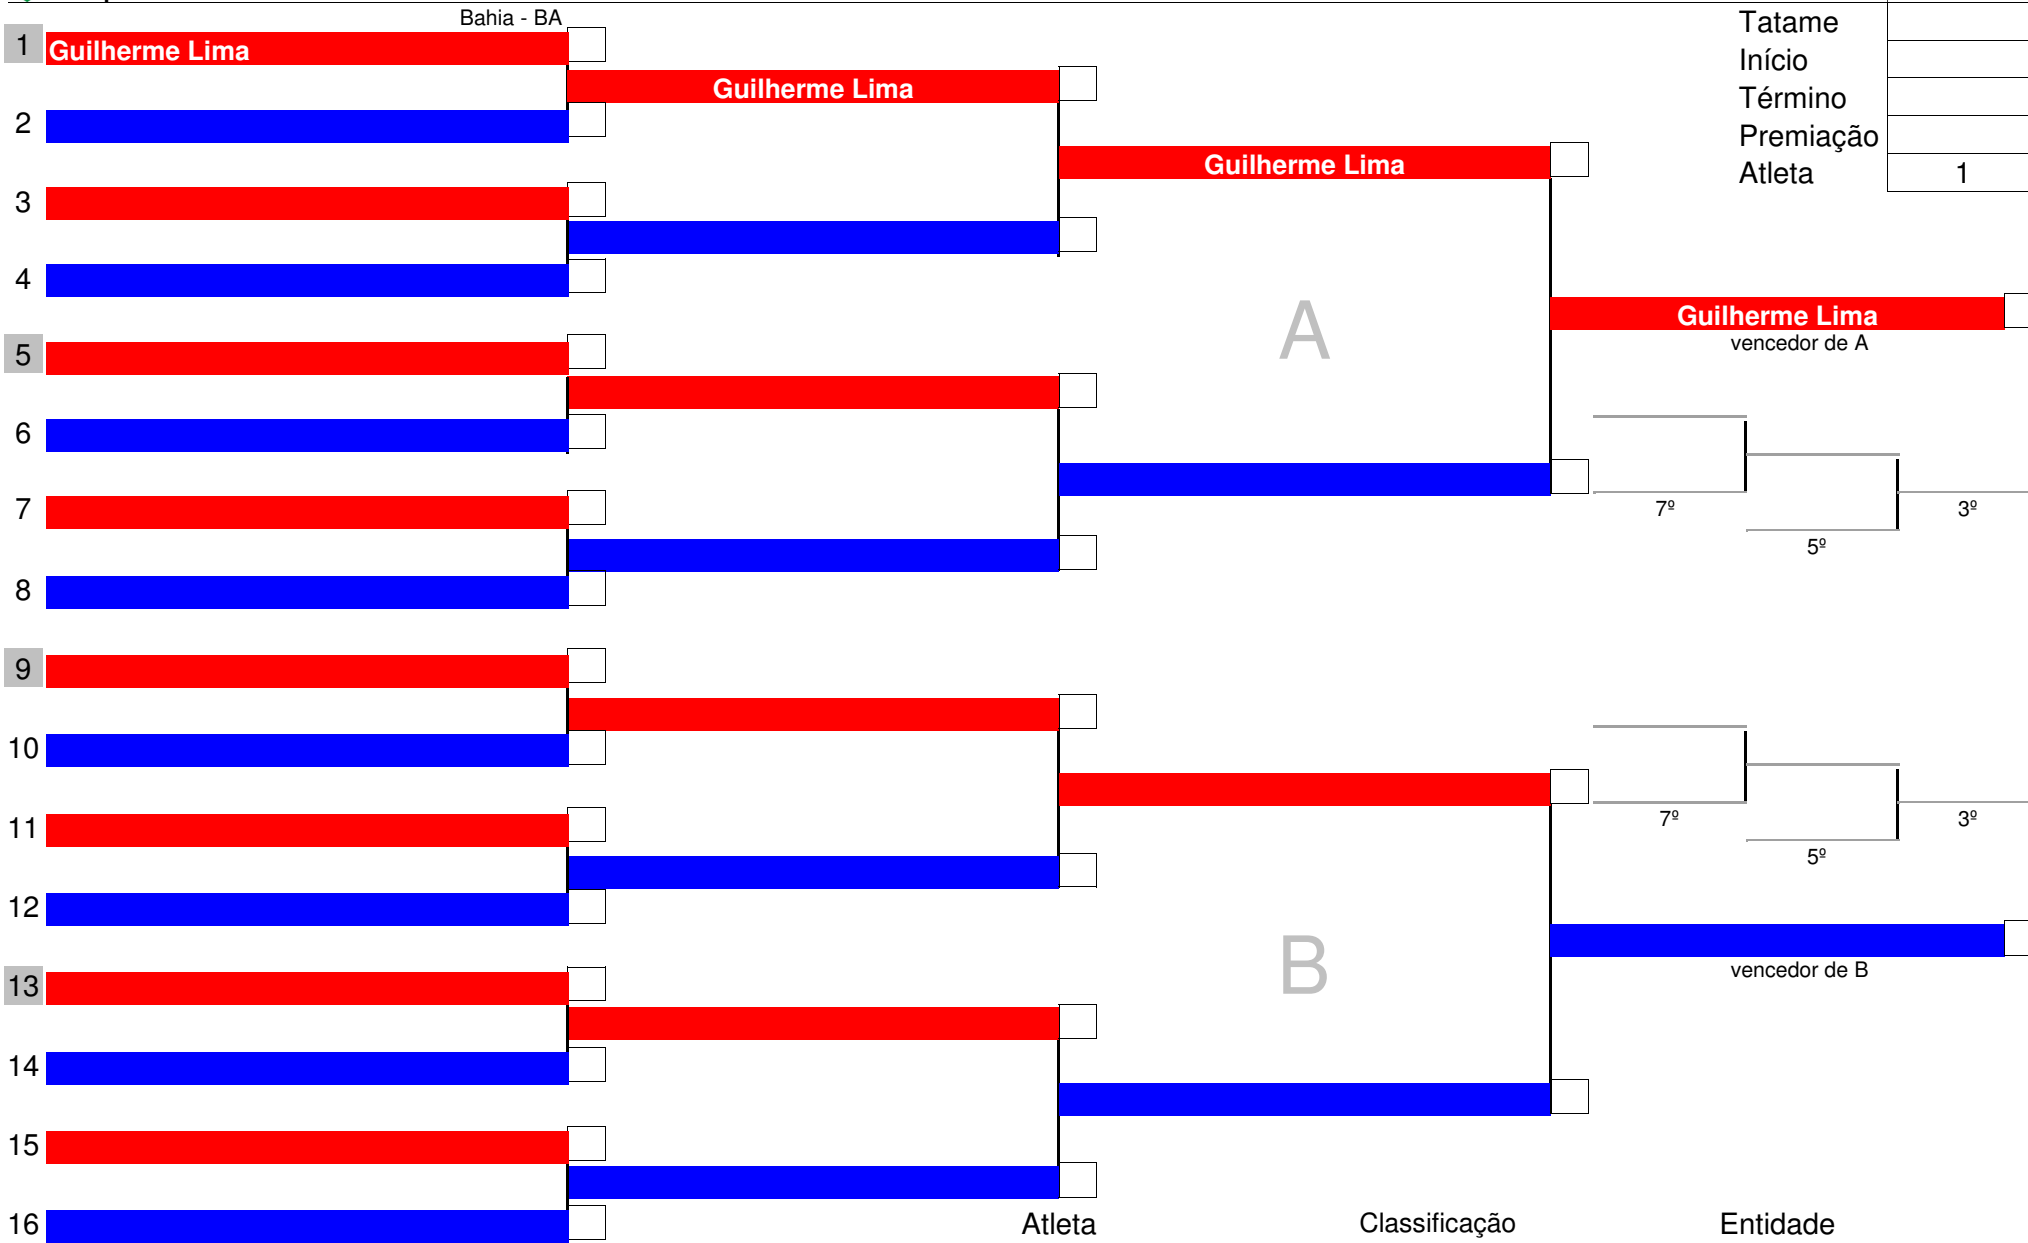 Bahia - BA
Tatame
1 Guilherme Lima
Início
Guilherme Lima
Término
2
Premiação
Guilherme Lima
Atleta 1
3
4
Guilherme Lima
vencedor de A
A
5
6
7
7º 3º
5º
8
9
10
11
7º 3º
5º
12
B
vencedor de B
13
14
15
16
Atleta Classificação Entidade